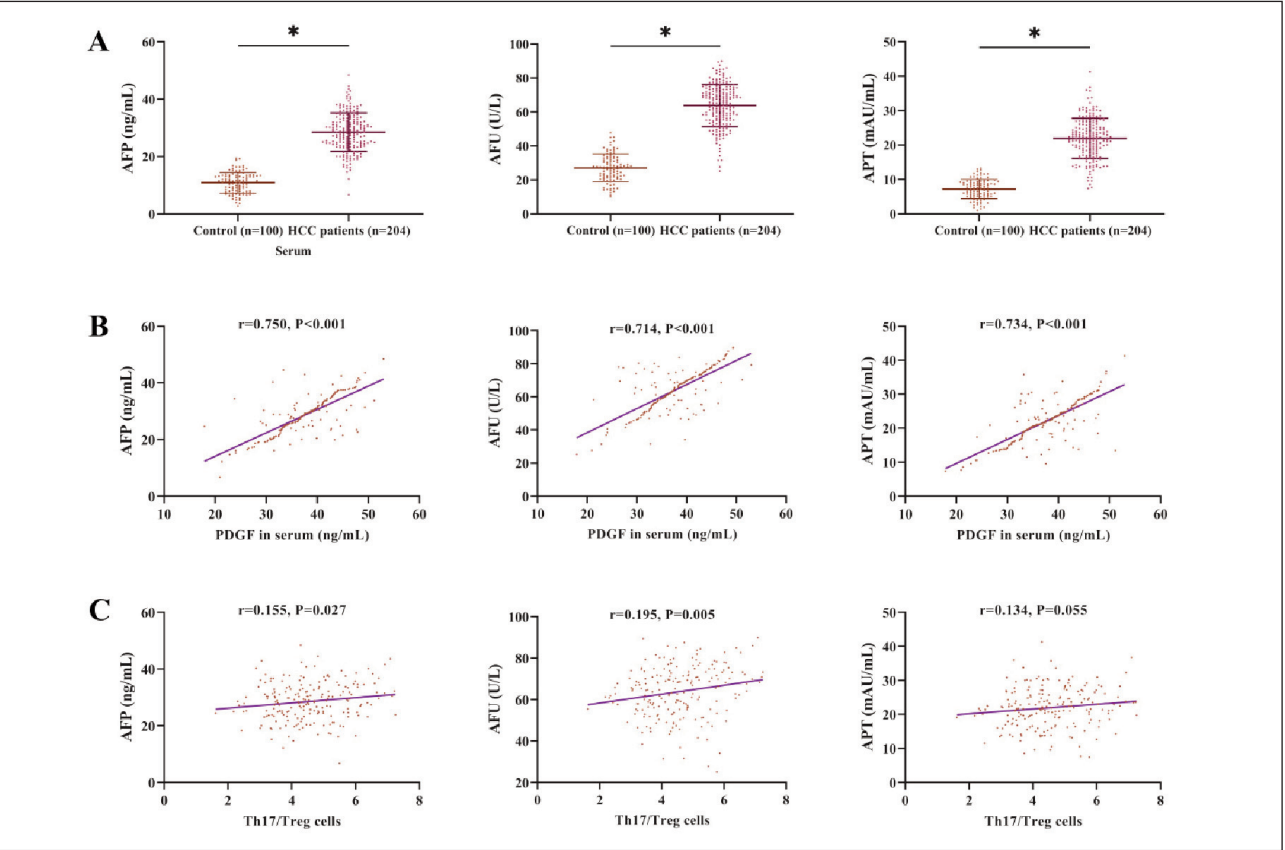 A
*
*
*
AFP (ng/mL)
60
40
20
0
Control (n=100) HCC patients (n=204)
Serum
AFU (U/L)
100
80
60
40
20
0
Control (n=100) HCC patients (n=204)
APT (mAU/mL)
50
40
30
20
10
0
Control (n=100) HCC patients (n=204)
B
r=0.750, P<0.001
AFP (ng/mL)
60
40
20
0
10 20 30 40 50 60
PDGF in serum (ng/mL)
r=0.714, P<0.001
AFU (U/L)
100
80
60
40
20
0
10 20 30 40 50 60
PDGF in serum (ng/mL)
r=0.734, P<0.001
APT (mAU/mL)
50
40
30
20
10
0
10 20 30 40 50 60
PDGF in serum (ng/mL)
C
r=0.155, P=0.027
AFP (ng/mL)
60
40
20
0
0 2 4 6 8
Th17/Treg cells
r=0.195, P=0.005
AFU (U/L)
100
80
60
40
20
0 2 4 6 8
Th17/Treg cells
r=0.134, P=0.055
APT (mAU/mL)
50
40
30
20
10
0
0 2 4 6 8
Th17/Treg cells